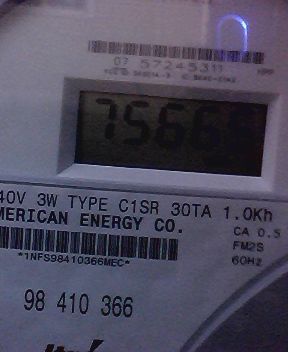 07 57245311
75665
40V 3W TYPE C1SR 30TA 1.0Kh
MERICAN ENERGY CO.
CA 0.5
FM2S
60Hz
*1NFS98410366MEC*
98 410 366